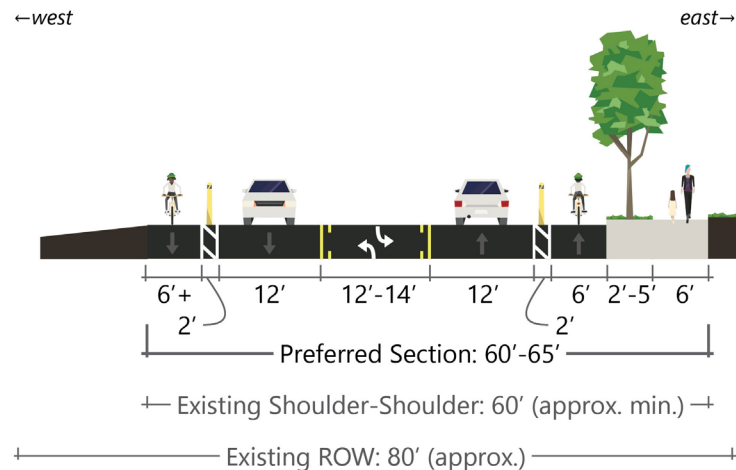 ←west
east→
6’+ 12’ 12’-14’ 12’ 6’ 2’-5’ 6’
2’ 2’
Preferred Section: 60’-65’
Existing Shoulder-Shoulder: 60’ (approx. min.)
Existing ROW: 80’ (approx.)